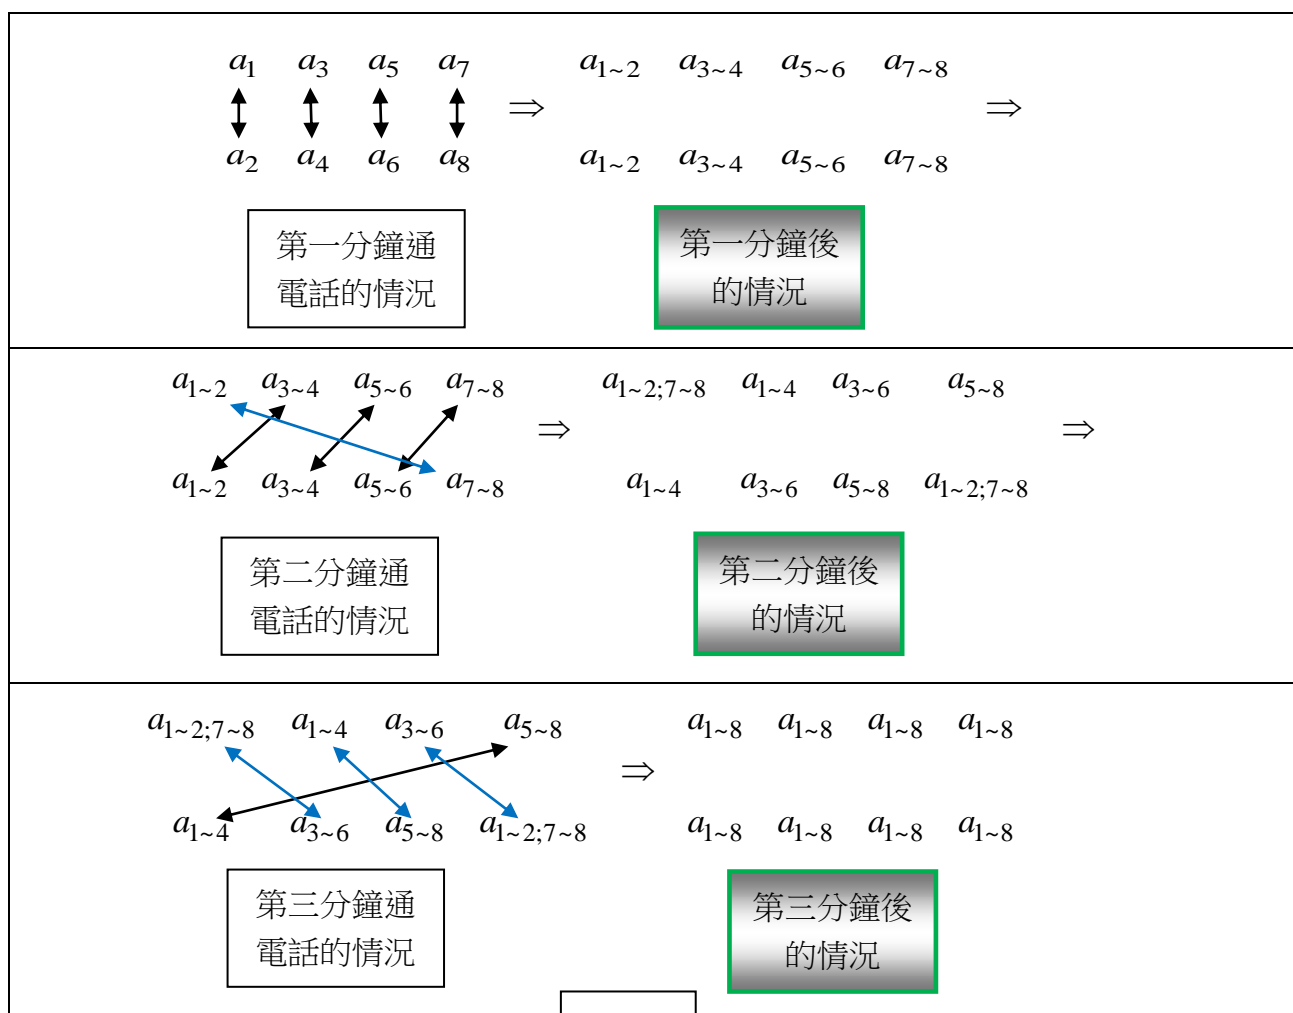 a1 a3 a5 a7 ⇒ a1~2 a3~4 a5~6 a7~8 ⇒
a2 a4 a6 a8 a1~2 a3~4 a5~6 a7~8
第一分鐘通
電話的情況
第一分鐘後
的情況
a1~2 a3~4 a5~6 a7~8 ⇒ a1~2;7~8 a1~4 a3~6 a5~8 ⇒
a1~2 a3~4 a5~6 a7~8 a1~4 a3~6 a5~8 a1~2;7~8
第二分鐘通
電話的情況
第二分鐘後
的情況
a1~2;7~8 a1~4 a3~6 a5~8 ⇒ a1~8 a1~8 a1~8 a1~8
a1~4 a3~6 a5~8 a1~2;7~8 a1~8 a1~8 a1~8 a1~8
第三分鐘通
電話的情況
第三分鐘後
的情況